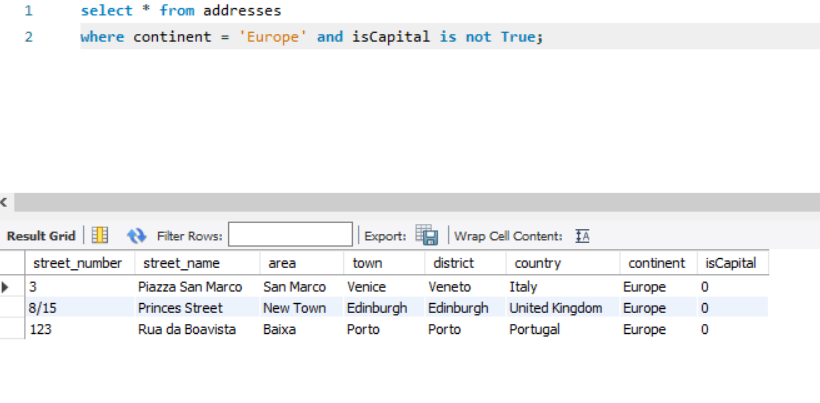 1 select * from addresses
2 where continent = 'Europe' and isCapital is not True;
Result Grid Filter Rows: Export: Wrap Cell Content: IA
street_number street_name area town district country continent isCapital
3 Piazza San Marco San Marco Venice Veneto Italy Europe 0
8/15 Princes Street New Town Edinburgh Edinburgh United Kingdom Europe 0
123 Rua da Boavista Baixa Porto Porto Portugal Europe 0